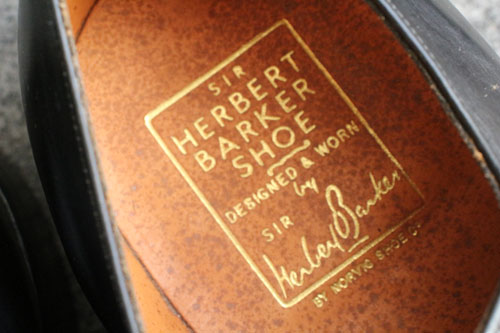 SIR
HERBERT
BARKER
SHOE
DESIGNED & WORN
by
SIR
Herbert Barker
BY NORVIC SHOE Co